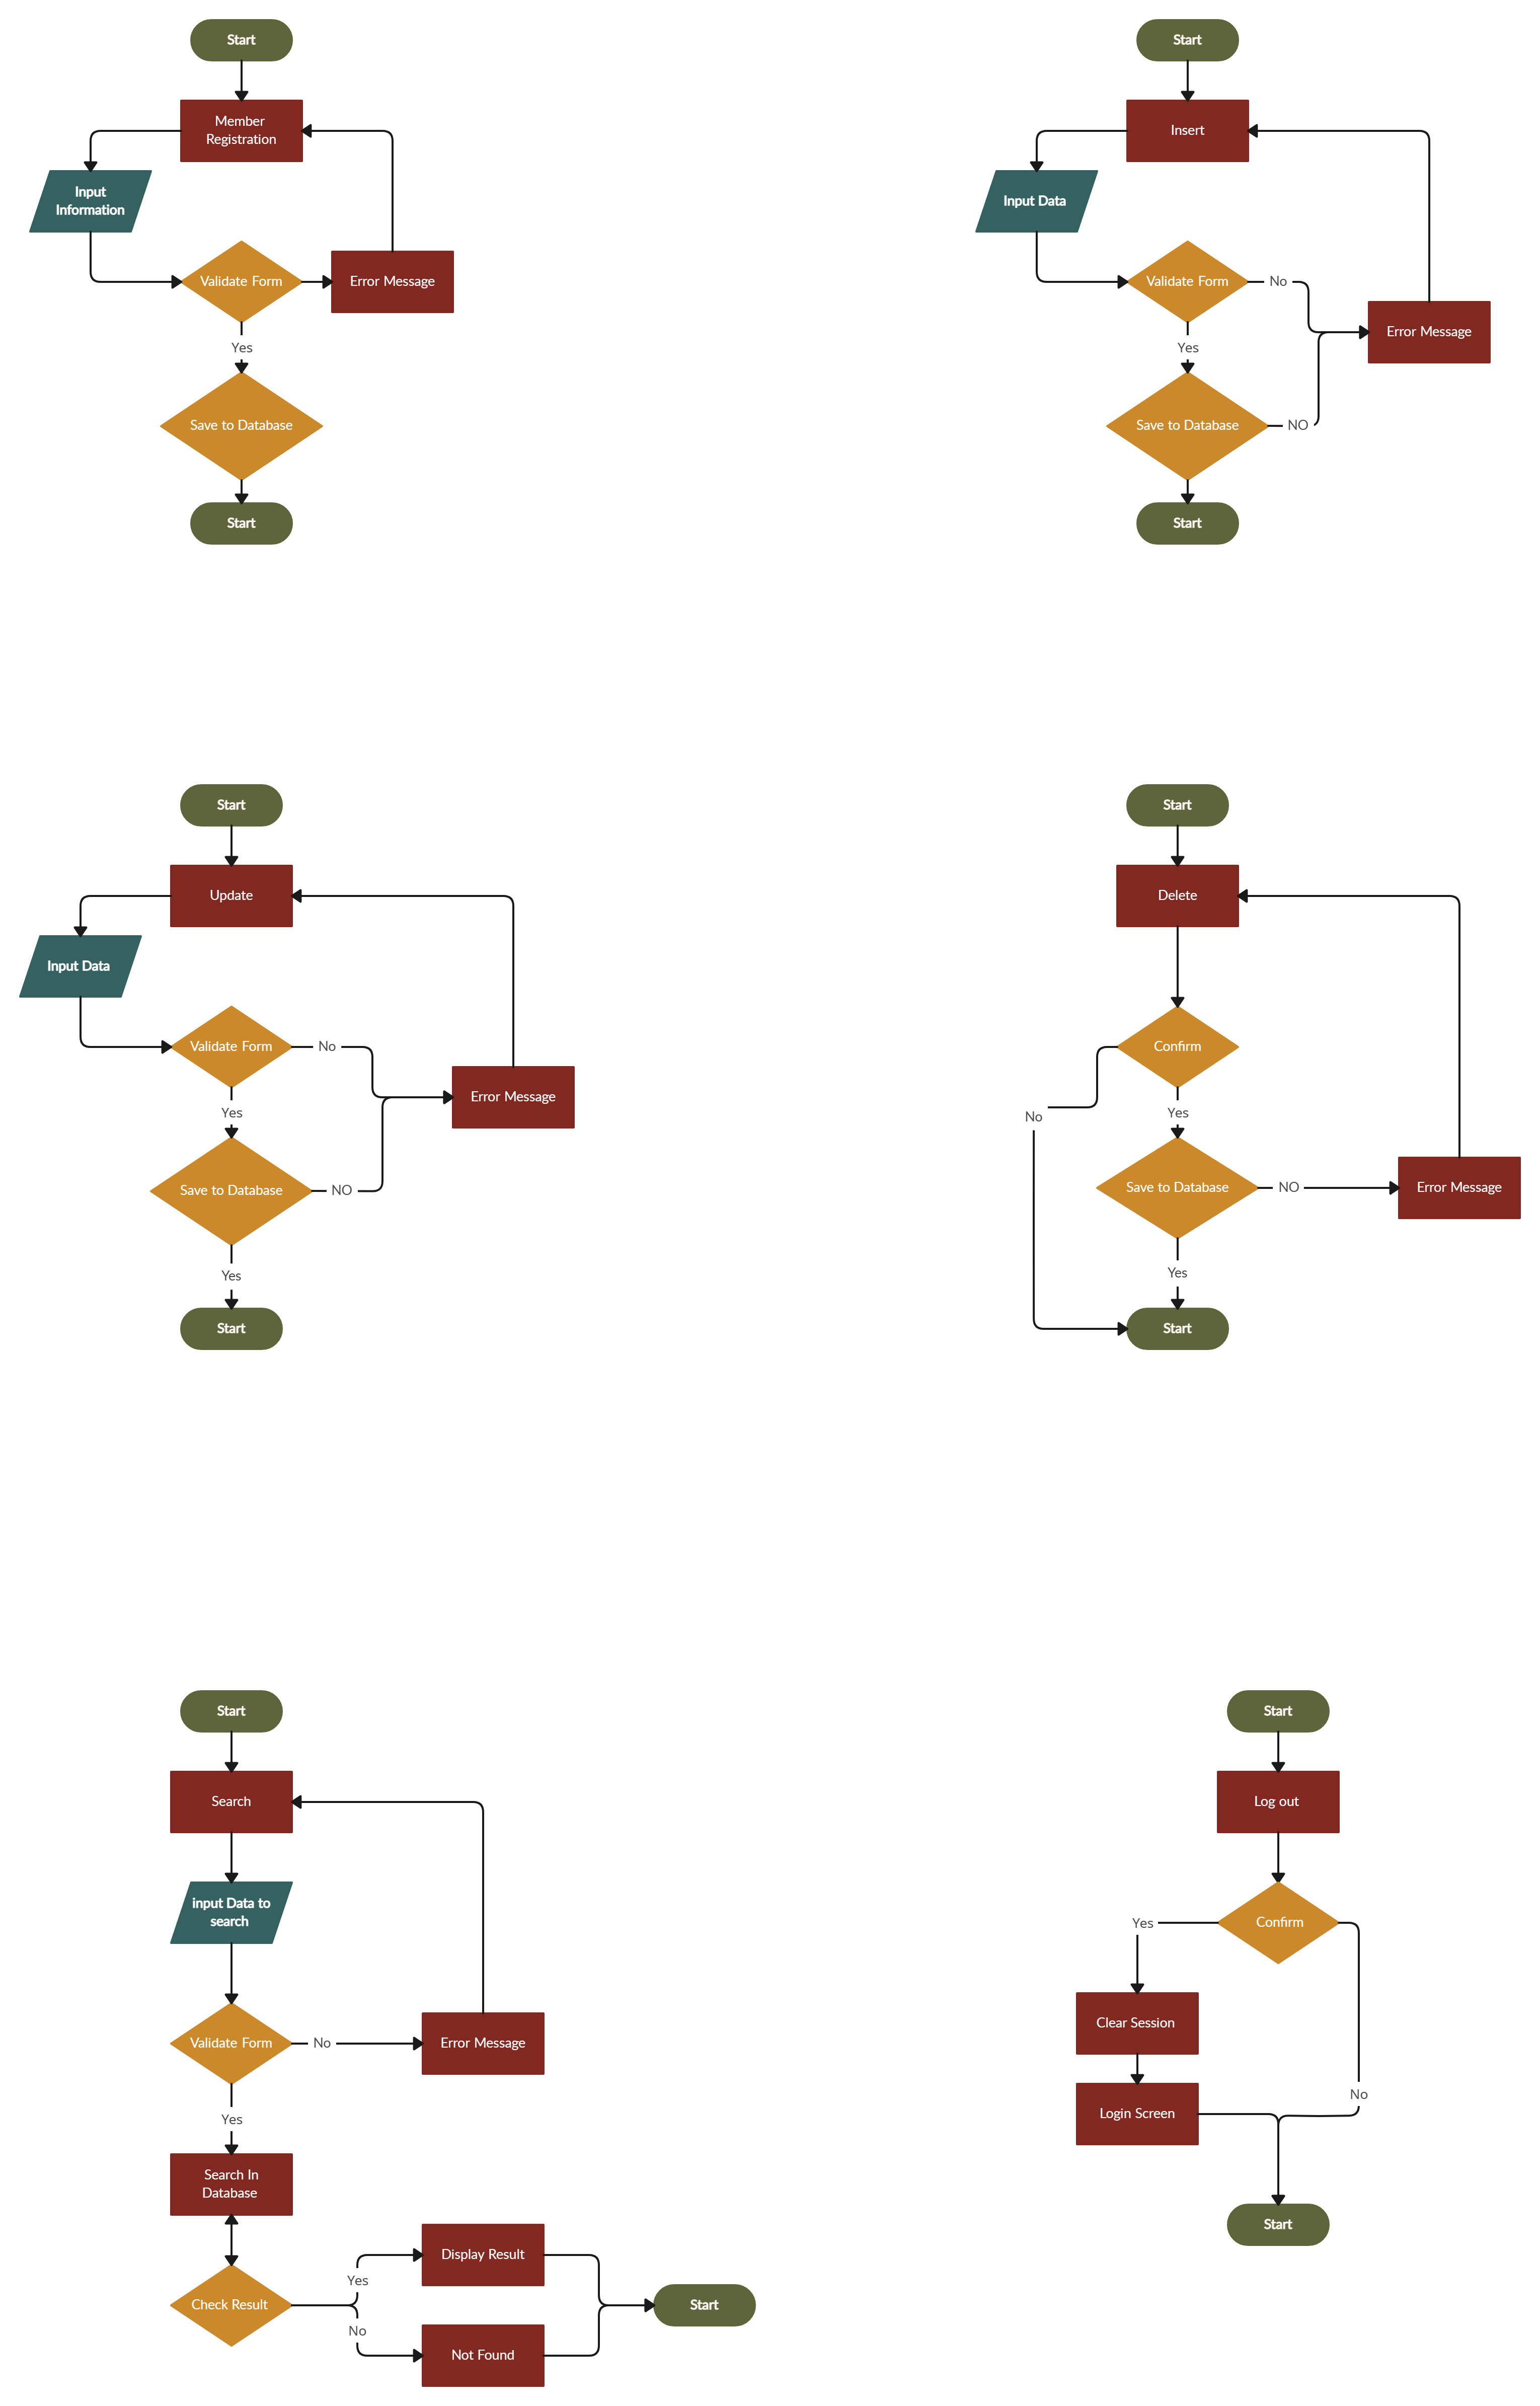 Start
Member
Registration
Input
Information
Validate Form
Error Message
Yes
Save to Database
Start
Start
Insert
Input Data
Validate Form
No
Error Message
Yes
Save to Database
NO
Start
Start
Update
Input Data
Validate Form
No
Error Message
Yes
Save to Database
NO
Yes
Start
Start
Delete
Confirm
No
Yes
Save to Database
NO
Error Message
Yes
Start
Start
Search
input Data to
search
Validate Form
No
Error Message
Yes
Search In
Database
Check Result
Yes
Display Result
No
Not Found
Start
Start
Log out
Confirm
Yes
Clear Session
Login Screen
No
Start